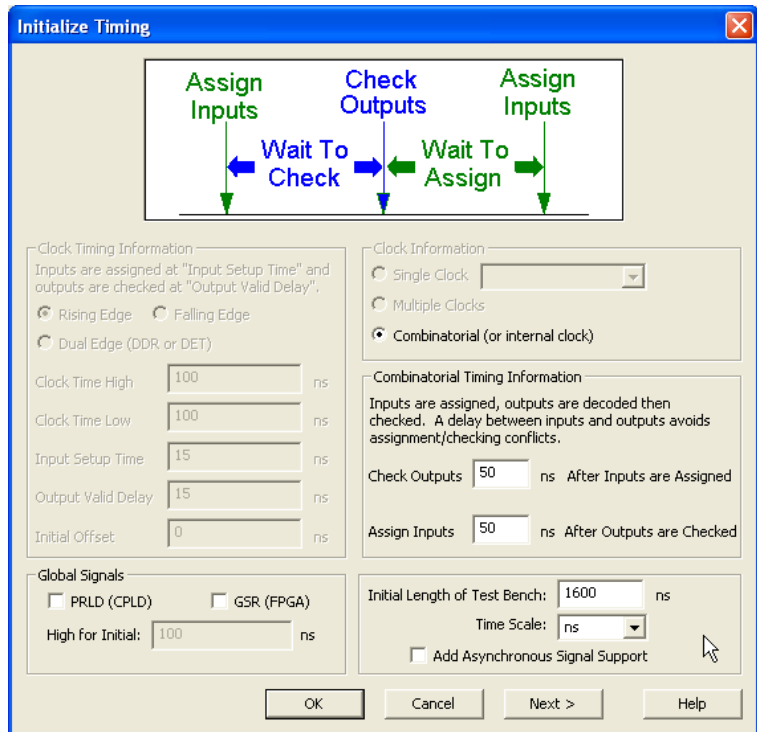 Initialize Timing
Assign
Inputs
Check
Outputs
Assign
Inputs
Wait To
Check
Wait To
Assign
Clock Timing Information
Inputs are assigned at "Input Setup Time" and
outputs are checked at "Output Valid Delay".
Rising Edge Falling Edge
Dual Edge (DDR or DET)
Clock Time High 100 ns
Clock Time Low 100 ns
Input Setup Time 15 ns
Output Valid Delay 15 ns
Initial Offset 0 ns
Clock Information
Single Clock
Multiple Clocks
Combinatorial (or internal clock)
Combinatorial Timing Information
Inputs are assigned, outputs are decoded then
checked. A delay between inputs and outputs avoids
assignment/checking conflicts.
Check Outputs 50 ns After Inputs are Assigned
Assign Inputs 50 ns After Outputs are Checked
Global Signals
PRLD (CPLD) GSR (FPGA)
High for Initial: 100 ns
Initial Length of Test Bench: 1600 ns
Time Scale: ns
Add Asynchronous Signal Support
OK Cancel Next > Help